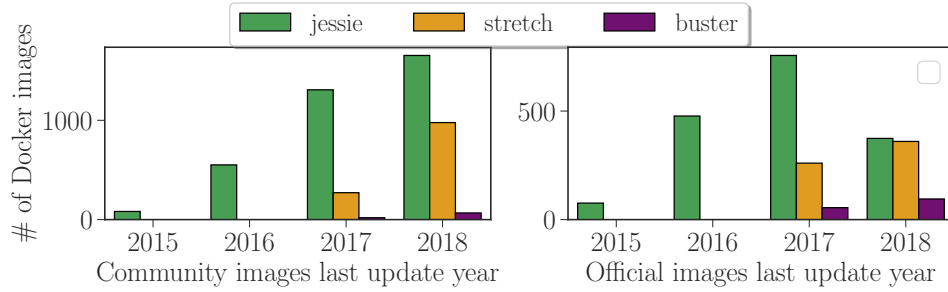 jessie stretch buster
# of Docker images
1000
0
2015 2016 2017 2018
Community images last update year
500
0
2015 2016 2017 2018
Official images last update year